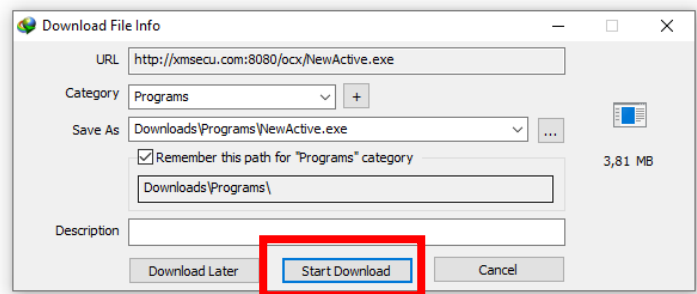 Download File Info
URL http://xmsecu.com:8080/ocx/NewActive.exe
Category Programs +
Save As Downloads\Programs\NewActive.exe ...
Remember this path for "Programs" category
3,81 MB
Downloads\Programs\
Description
Download Later Start Download Cancel